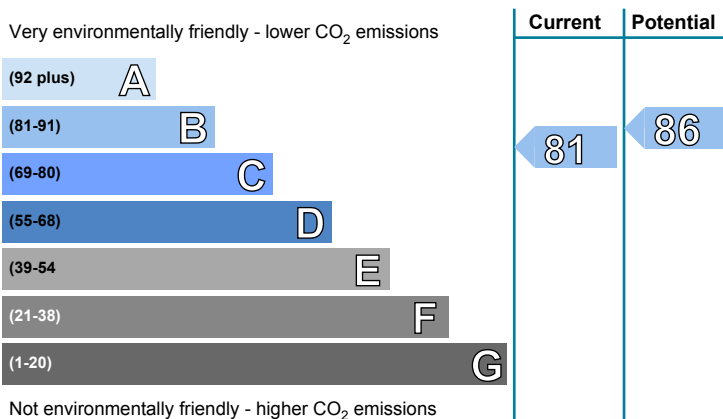 Very environmentally friendly - lower CO2 emissions
Current
Potential
(92 plus) A
(81-91) B
(69-80) C
(55-68) D
(39-54 E
(21-38) F
(1-20) G
81
86
Not environmentally friendly - higher CO2 emissions